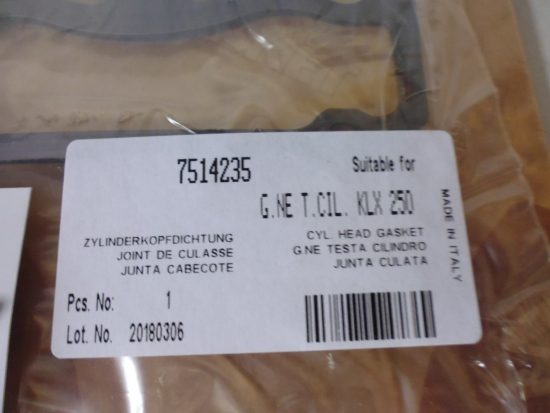 7514235 Suitable for
G.NE T.CIL. KLX 250
ZYLINDERKOPFDICHTUNG
JOINT DE CULASSE
JUNTA CABECOTE
CYL. HEAD GASKET
G.NE TESTA CILINDRO
JUNTA CULATA
MADE IN ITALY
Pcs. No: 1
Lot. No. 20180306